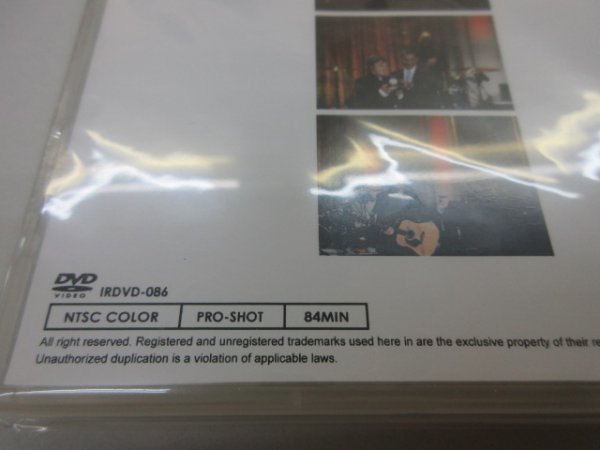 DVD
VIDEO
IRDVD-086
NTSC COLOR
PRO-SHOT
84MIN
All right reserved. Registered and unregistered trademarks used here in are the exclusive property of their re
Unauthorized duplication is a violation of applicable laws.